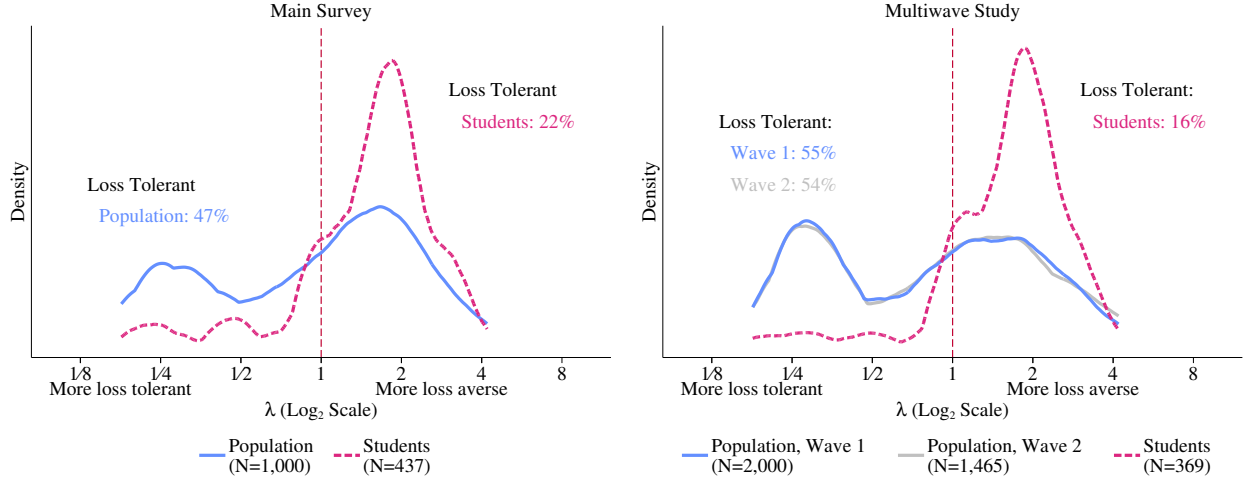 Main Survey
Density
Loss Tolerant
Students: 22%
Loss Tolerant
Population: 47%
1/8
1/4
1/2
1
2
4
8
More loss tolerant
More loss averse
λ (Log₂ Scale)
Population
(N=1,000)
Students
(N=437)
Multiwave Study
Density
Loss Tolerant:
Students: 16%
Loss Tolerant:
Wave 1: 55%
Wave 2: 54%
1/8
1/4
1/2
1
2
4
8
More loss tolerant
More loss averse
λ (Log₂ Scale)
Population, Wave 1
(N=2,000)
Population, Wave 2
(N=1,465)
Students
(N=369)